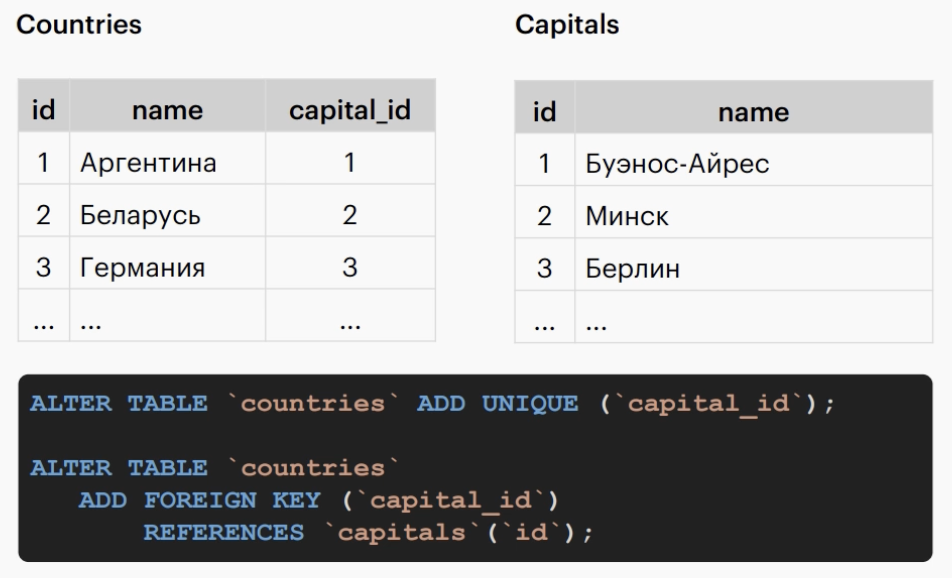 Countries
Capitals
id name capital_id
1 Аргентина 1
2 Беларусь 2
3 Германия 3
... ... ...
id name
1 Буэнос-Айрес
2 Минск
3 Берлин
... ...
ALTER TABLE `countries` ADD UNIQUE (`capital_id`);
ALTER TABLE `countries`
ADD FOREIGN KEY (`capital_id`)
REFERENCES `capitals`(`id`);